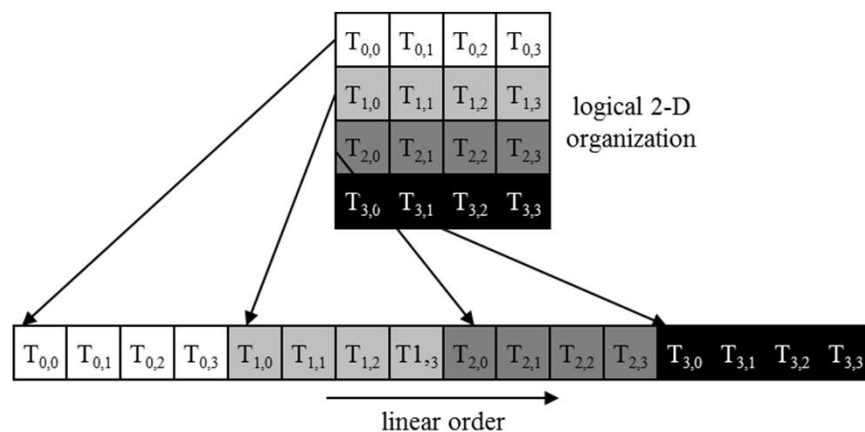 T0,0 T0,1 T0,2 T0,3
T1,0 T1,1 T1,2 T1,3
T2,0 T2,1 T2,2 T2,3
T3,0 T3,1 T3,2 T3,3
logical 2-D
organization
T0,0 T0,1 T0,2 T0,3 T1,0 T1,1 T1,2 T1,3 T2,0 T2,1 T2,2 T2,3 T3,0 T3,1 T3,2 T3,3
linear order